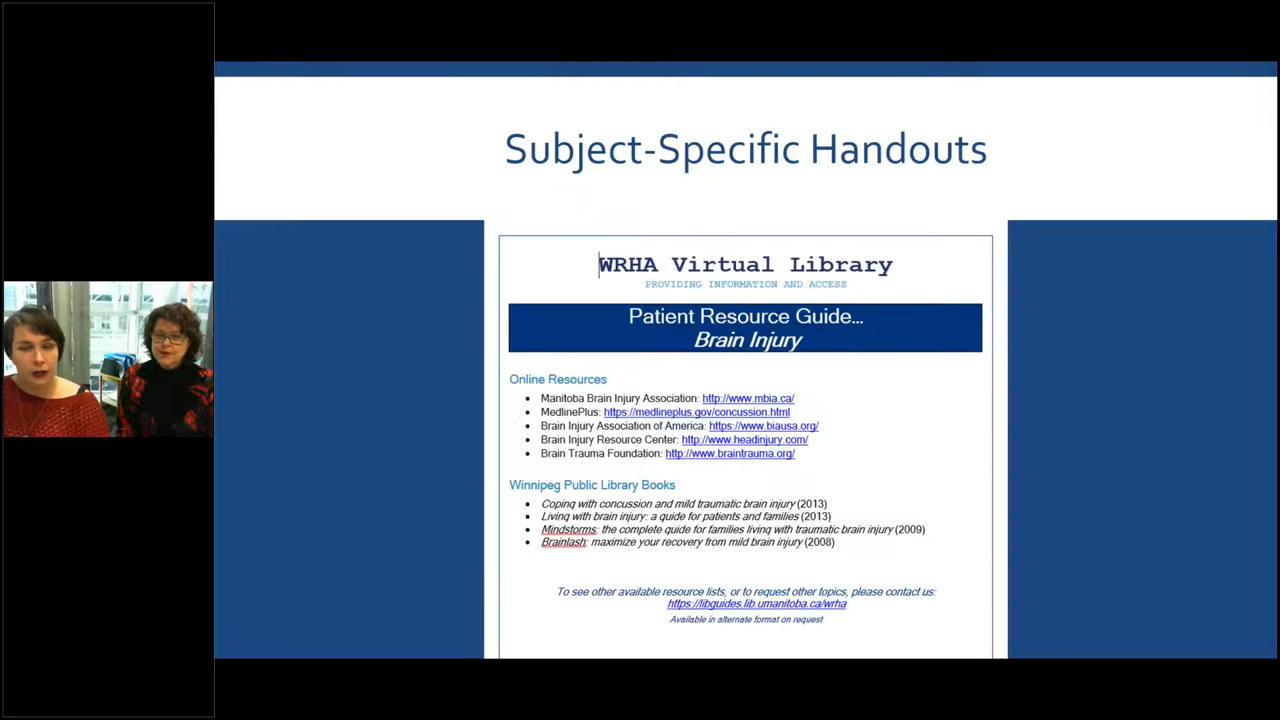 Subject-Specific Handouts
WRHA Virtual Library
PROVIDING INFORMATION AND ACCESS
Patient Resource Guide...
Brain Injury
Online Resources
• Manitoba Brain Injury Association: http://www.mbia.ca/
• MedlinePlus: https://medlineplus.gov/concussion.html
• Brain Injury Association of America: https://www.biausa.org/
• Brain Injury Resource Center: http://www.headinjury.com/
• Brain Trauma Foundation: http://www.braintrauma.org/
Winnipeg Public Library Books
• Coping with concussion and mild traumatic brain injury (2013)
• Living with brain injury: a guide for patients and families (2013)
• Mindstorms: the complete guide for families living with traumatic brain injury (2009)
• Brainlash: maximize your recovery from mild brain injury (2008)
To see other available resource lists, or to request other topics, please contact us:
https://libguides.lib.umanitoba.ca/wrha
Available in alternate format on request